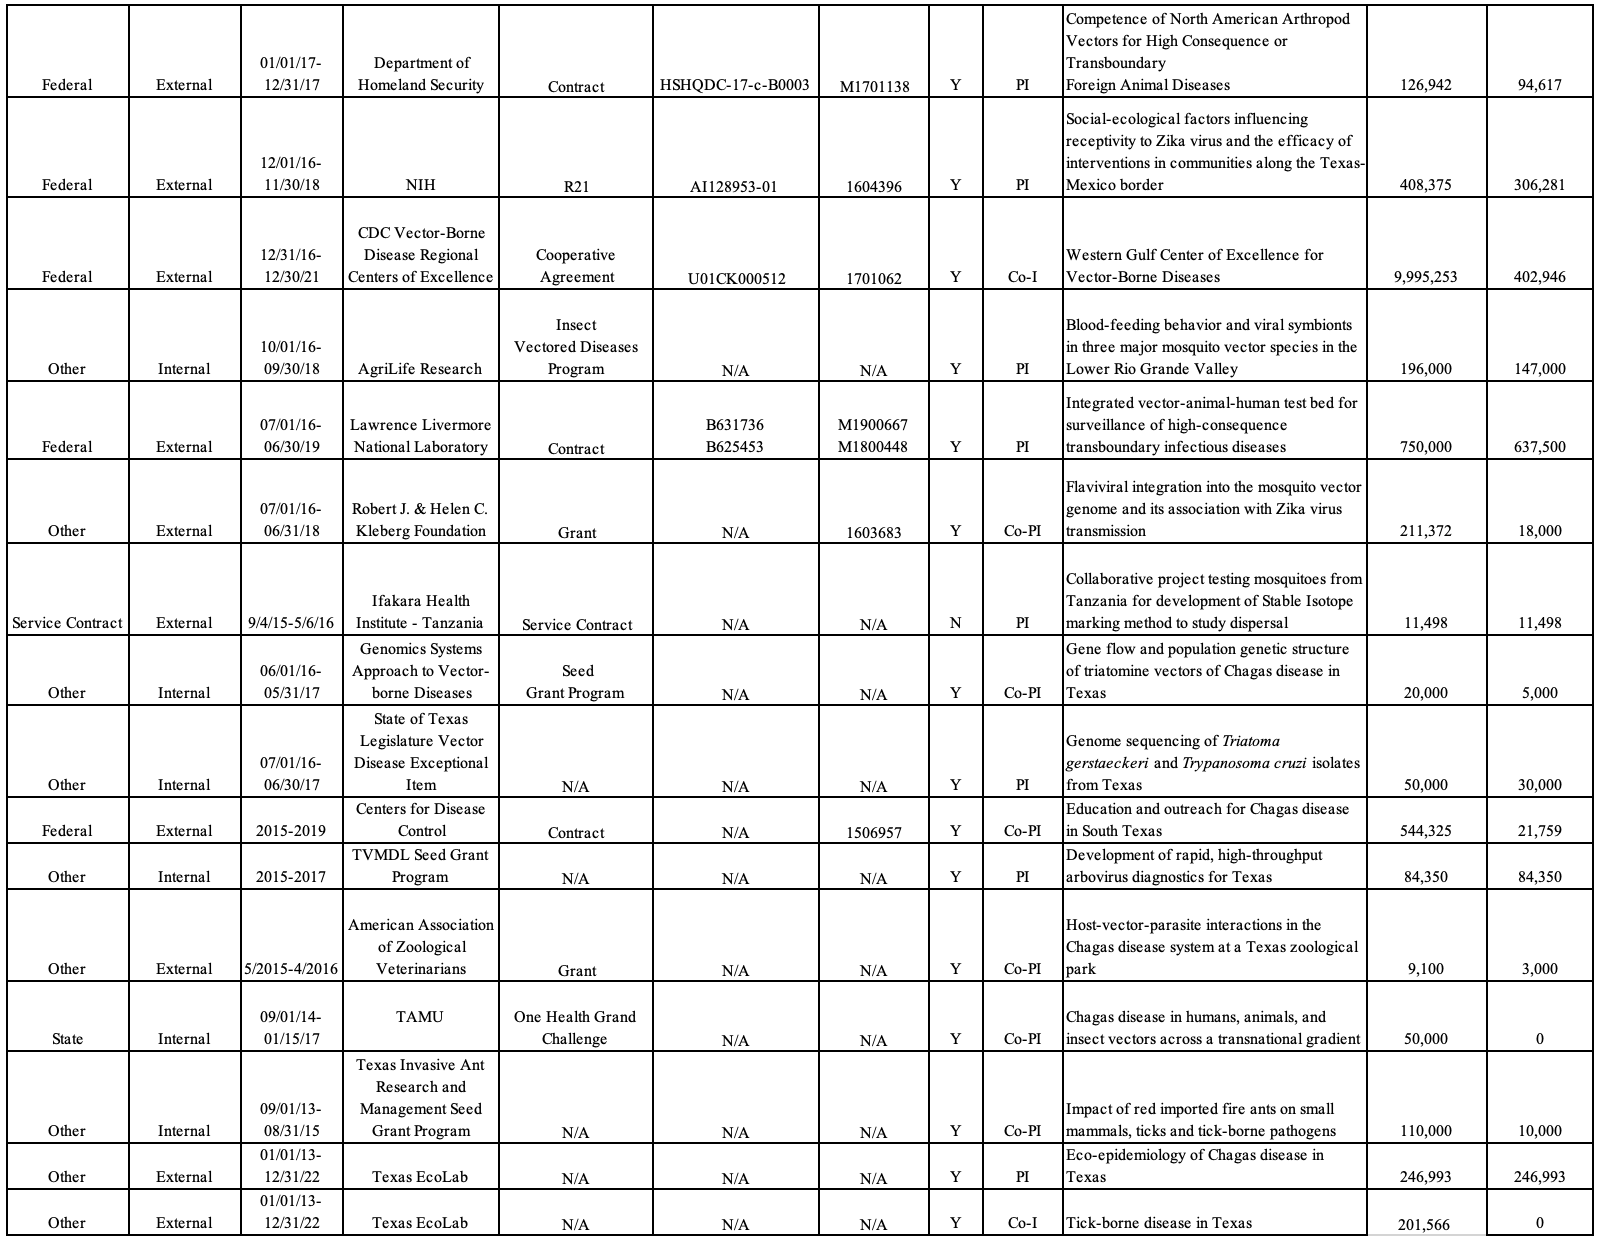 Federal External 01/01/17- 12/31/17 Department of Homeland Security Contract HSHQDC-17-c-B0003 M1701138 Y PI Competence of North American Arthropod
Vectors for High Consequence or
Transboundary
Foreign Animal Diseases 126,942 94,617
Federal External 12/01/16- 11/30/18 NIH R21 AI128953-01 1604396 Y PI Social-ecological factors influencing
receptivity to Zika virus and the efficacy of
interventions in communities along the Texas-
Mexico border 408,375 306,281
Federal External 12/31/16- 12/30/21 CDC Vector-Borne
Disease Regional
Centers of Excellence Cooperative Agreement U01CK000512 1701062 Y Co-I Western Gulf Center of Excellence for
Vector-Borne Diseases 9,995,253 402,946
Other Internal 10/01/16- 09/30/18 AgriLife Research Insect
Vectored Diseases
Program N/A N/A Y PI Blood-feeding behavior and viral symbionts
in three major mosquito vector species in the
Lower Rio Grande Valley 196,000 147,000
Federal External 07/01/16- 06/30/19 Lawrence Livermore
National Laboratory Contract B631736 B625453 M1900667 M1800448 Y PI Integrated vector-animal-human test bed for
surveillance of high-consequence
transboundary infectious diseases 750,000 637,500
Other External 07/01/16- 06/31/18 Robert J. & Helen C.
Kleberg Foundation Grant N/A 1603683 Y Co-PI Flaviviral integration into the mosquito vector
genome and its association with Zika virus
transmission 211,372 18,000
Service Contract External 9/4/15-5/6/16 Ifakara Health
Institute - Tanzania Service Contract N/A N/A N PI Collaborative project testing mosquitoes from
Tanzania for development of Stable Isotope
marking method to study dispersal 11,498 11,498
Other Internal 06/01/16- 05/31/17 Genomics Systems
Approach to Vector-
borne Diseases Seed
Grant Program N/A N/A Y Co-PI Gene flow and population genetic structure
of triatomine vectors of Chagas disease in
Texas 20,000 5,000
Other Internal 07/01/16- 06/30/17 State of Texas
Legislature Vector
Disease Exceptional
Item N/A N/A N/A Y PI Genome sequencing of Triatoma
gerstaeckeri and Trypanosoma cruzi isolates
from Texas 50,000 30,000
Federal External 2015-2019 Centers for Disease
Control Contract N/A 1506957 Y Co-PI Education and outreach for Chagas disease
in South Texas 544,325 21,759
Other Internal 2015-2017 TVMDL Seed Grant
Program N/A N/A N/A Y PI Development of rapid, high-throughput
arbovirus diagnostics for Texas 84,350 84,350
Other External 5/2015-4/2016 American Association
of Zoological
Veterinarians Grant N/A N/A Y Co-PI Host-vector-parasite interactions in the
Chagas disease system at a Texas zoological
park 9,100 3,000
State Internal 09/01/14- 01/15/17 TAMU One Health Grand
Challenge N/A N/A Y Co-PI Chagas disease in humans, animals, and
insect vectors across a transnational gradient 50,000 0
Other Internal 09/01/13- 08/31/15 Texas Invasive Ant
Research and
Management Seed
Grant Program N/A N/A N/A Y Co-PI Impact of red imported fire ants on small
mammals, ticks and tick-borne pathogens 110,000 10,000
Other External 01/01/13- 12/31/22 Texas EcoLab N/A N/A N/A Y PI Eco-epidemiology of Chagas disease in
Texas 246,993 246,993
Other External 01/01/13- 12/31/22 Texas EcoLab N/A N/A N/A Y Co-I Tick-borne disease in Texas 201,566 0